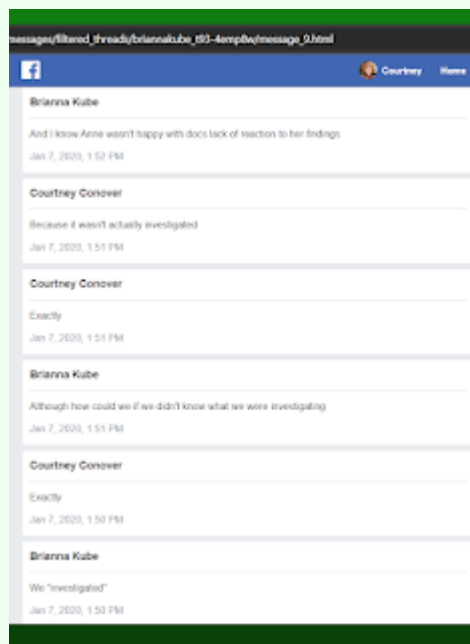 messages/filtered_threads/briannakube_t93-4emp8w/message_9.html
Courtney Home
Brianna Kube
And I know Anne wasn't happy with docs lack of reaction to her findings
Jan 7, 2020, 1:52 PM
Courtney Conover
Because it wasn't actually investigated
Jan 7, 2020, 1:51 PM
Courtney Conover
Exactly
Jan 7, 2020, 1:51 PM
Brianna Kube
Although how could we if we didn't know what we were investigating
Jan 7, 2020, 1:51 PM
Courtney Conover
Exactly
Jan 7, 2020, 1:50 PM
Brianna Kube
We "investigated"
Jan 7, 2020, 1:50 PM